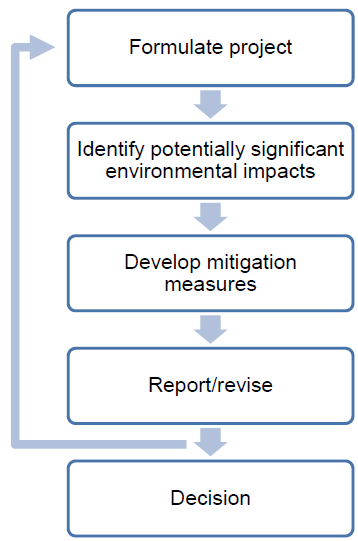 Formulate project
Identify potentially significant
environmental impacts
Develop mitigation
measures
Report/revise
Decision